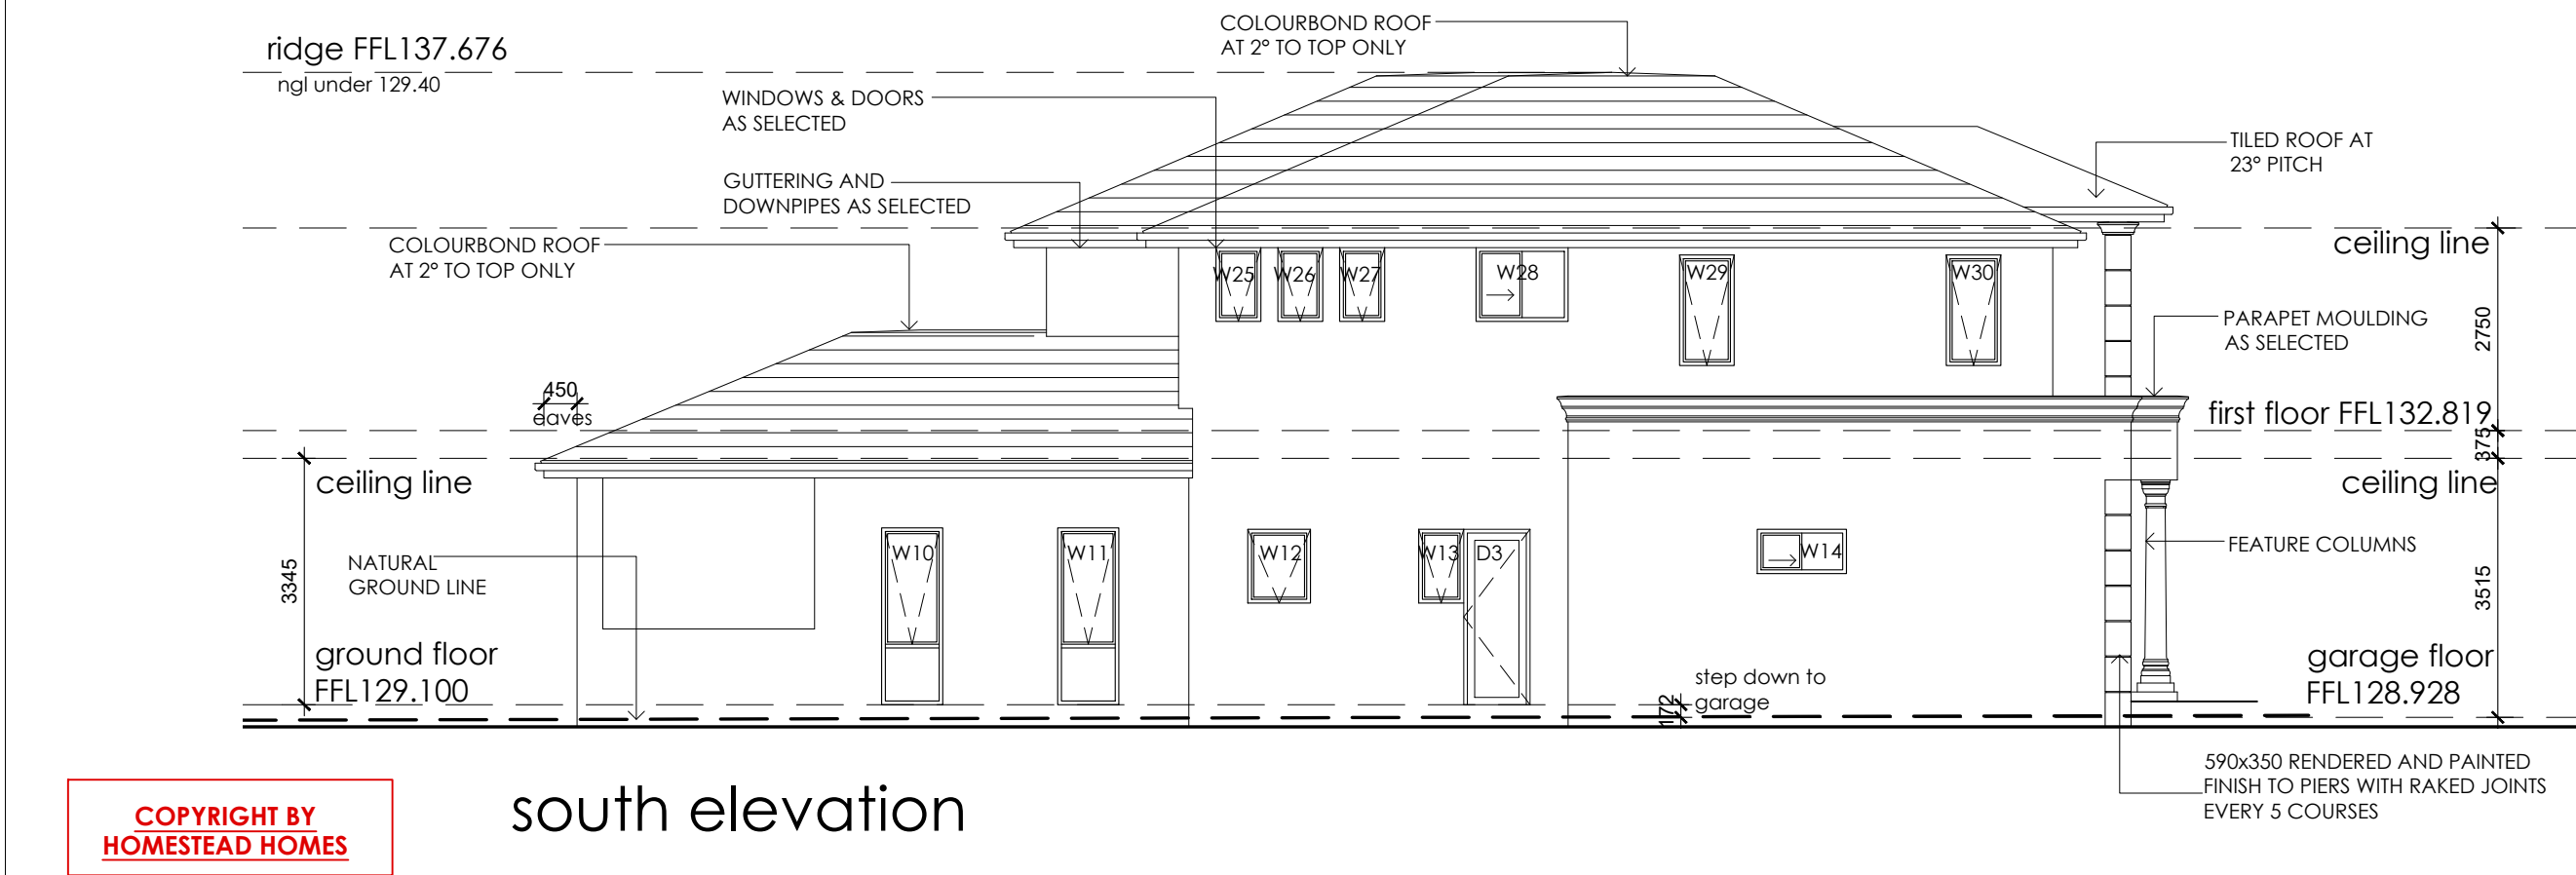 ridge FFL137.676
ngl under 129.40
COLOURBOND ROOF
AT 2° TO TOP ONLY
WINDOWS & DOORS
AS SELECTED
GUTTERING AND
DOWNPIPES AS SELECTED
COLOURBOND ROOF
AT 2° TO TOP ONLY
TILED ROOF AT
23° PITCH
ceiling line
W25
W26
W27
W28
W29
W30
2750
PARAPET MOULDING
AS SELECTED
450
eaves
first floor FFL132.819
375
ceiling line
ceiling line
NATURAL
GROUND LINE
3345
W10
W11
W12
W13
D3
W14
FEATURE COLUMNS
3515
ground floor
FFL129.100
step down to
garage
172
garage floor
FFL128.928
590x350 RENDERED AND PAINTED
FINISH TO PIERS WITH RAKED JOINTS
EVERY 5 COURSES
COPYRIGHT BY
HOMESTEAD HOMES
south elevation